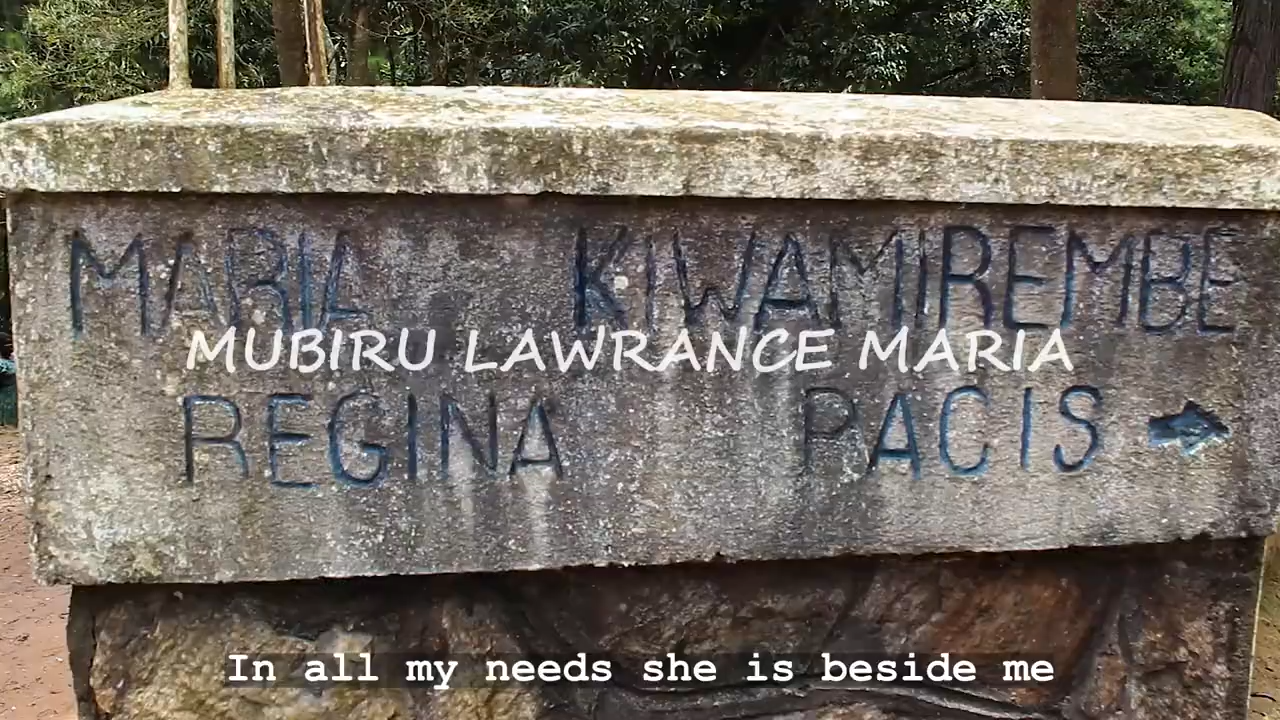 MARIA KIWAMIREMBE
MUBIRU LAWRANCE MARIA
REGINA PACIS
In all my needs she is beside me